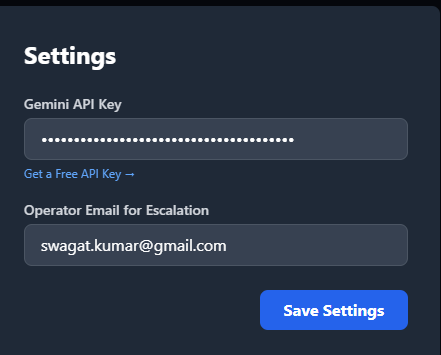 Settings
Gemini API Key
•••••••••••••••••••••••••••••••••••••••
Get a Free API Key →
Operator Email for Escalation
swagat.kumar@gmail.com
Save Settings